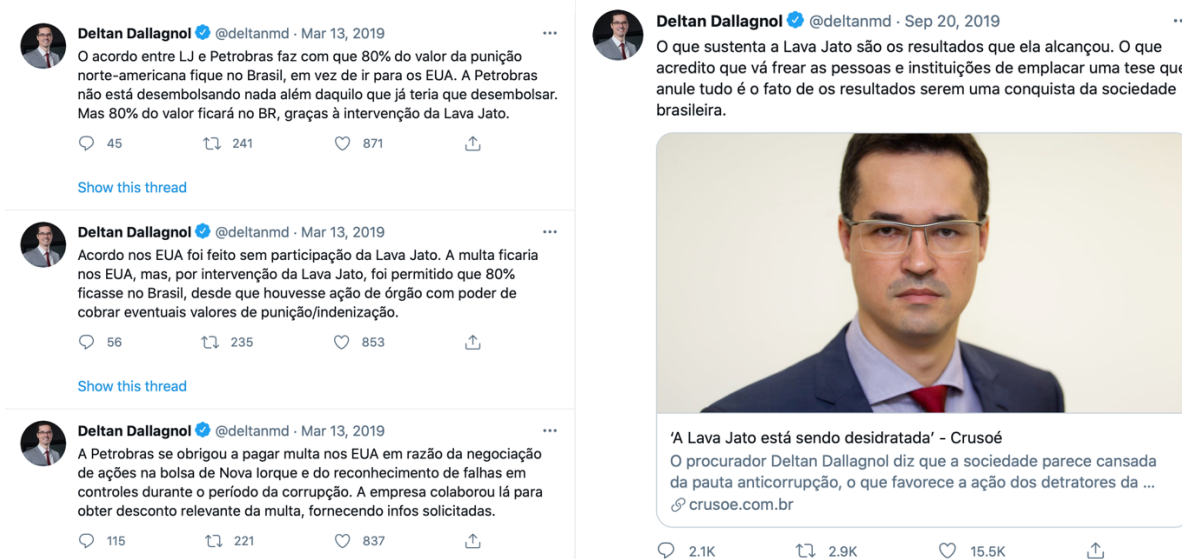 Deltan Dallagnol @deltanmd · Mar 13, 2019 ···
O acordo entre LJ e Petrobras faz com que 80% do valor da punição
norte-americana fique no Brasil, em vez de ir para os EUA. A Petrobras
não está desembolsando nada além daquilo que já teria que desembolsar.
Mas 80% do valor ficará no BR, graças à intervenção da Lava Jato.
45 241 871
Show this thread
Deltan Dallagnol @deltanmd · Mar 13, 2019 ···
Acordo nos EUA foi feito sem participação da Lava Jato. A multa ficaria
nos EUA, mas, por intervenção da Lava Jato, foi permitido que 80%
ficasse no Brasil, desde que houvesse ação de órgão com poder de
cobrar eventuais valores de punição/indenização.
56 235 853
Show this thread
Deltan Dallagnol @deltanmd · Mar 13, 2019 ···
A Petrobras se obrigou a pagar multa nos EUA em razão da negociação
de ações na bolsa de Nova Iorque e do reconhecimento de falhas em
controles durante o período da corrupção. A empresa colaborou lá para
obter desconto relevante da multa, fornecendo infos solicitadas.
115 221 837
Deltan Dallagnol @deltanmd · Sep 20, 2019
O que sustenta a Lava Jato são os resultados que ela alcançou. O que
acredito que vá frear as pessoas e instituições de emplacar uma tese que
anule tudo é o fato de os resultados serem uma conquista da sociedade
brasileira.
'A Lava Jato está sendo desidratada' - Crusoé
O procurador Deltan Dallagnol diz que a sociedade parece cansada
da pauta anticorrupção, o que favorece a ação dos detratores da ...
crusoe.com.br
2.1K 2.9K 15.5K